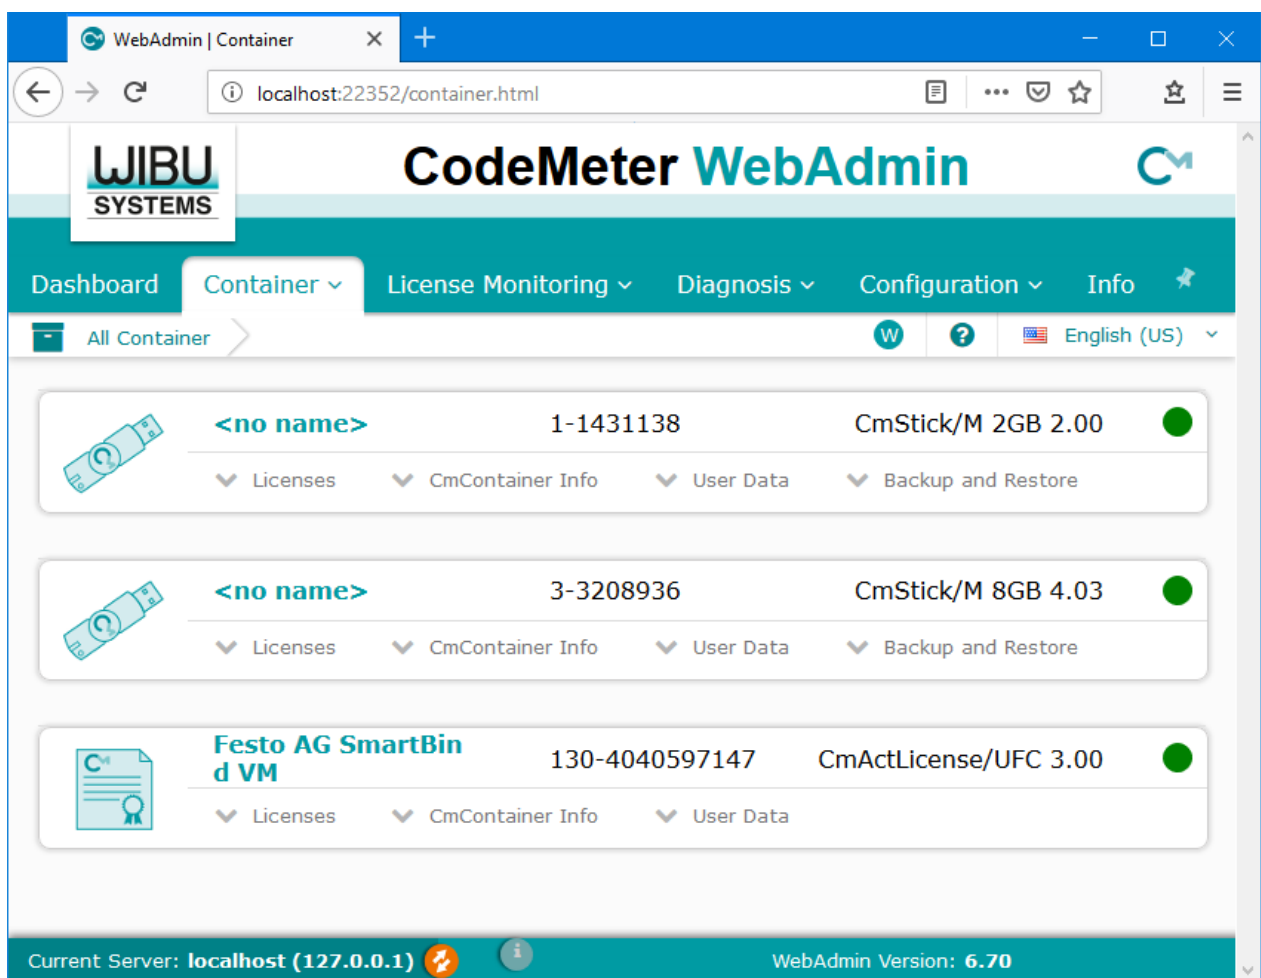 WebAdmin | Container
localhost:22352/container.html
WIBU
SYSTEMS
CodeMeter WebAdmin
CM
Dashboard Container License Monitoring Diagnosis Configuration Info
All Container W ? English (US)
<no name> 1-1431138 CmStick/M 2GB 2.00
Licenses CmContainer Info User Data Backup and Restore
<no name> 3-3208936 CmStick/M 8GB 4.03
Licenses CmContainer Info User Data Backup and Restore
Festo AG SmartBin
d VM 130-4040597147 CmActLicense/UFC 3.00
Licenses CmContainer Info User Data
Current Server: localhost (127.0.0.1) i WebAdmin Version: 6.70